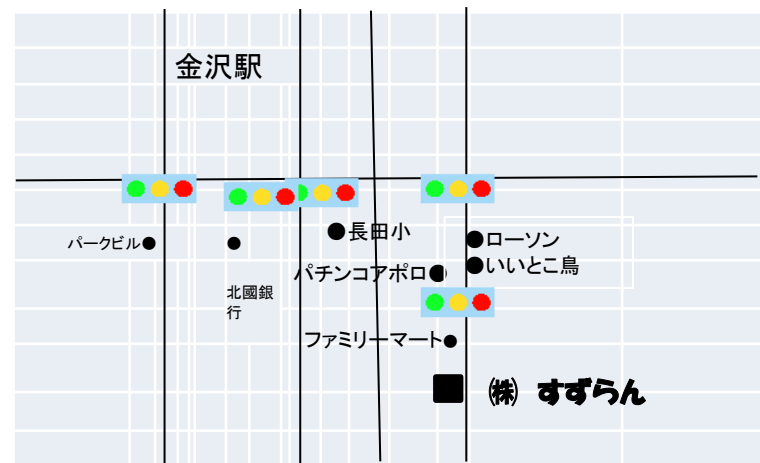 金沢駅
長田小
パークビル
ローソン
いいとこ鳥
パチンコアポロ
北國銀
行
ファミリーマート
㈱ すずらん